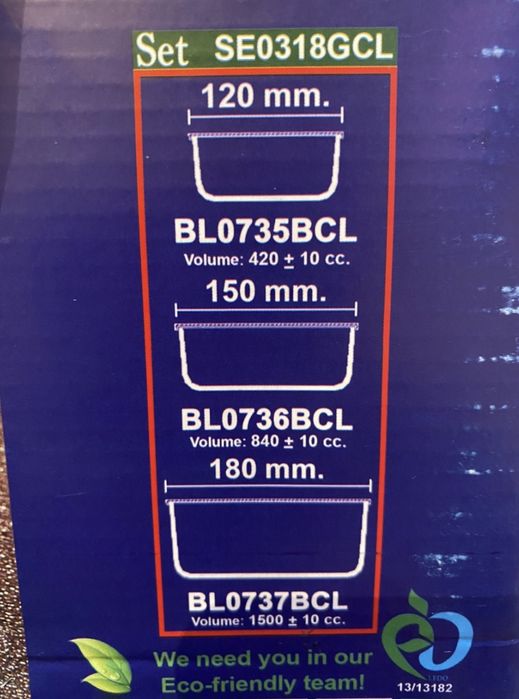 Set SE0318GCL
120 mm.
BL0735BCL
Volume: 420 ± 10 cc.
150 mm.
BL0736BCL
Volume: 840 ± 10 cc.
180 mm.
BL0737BCL
Volume: 1500 ± 10 cc.
We need you in our
Eco-friendly team!
LEDO
13/13182